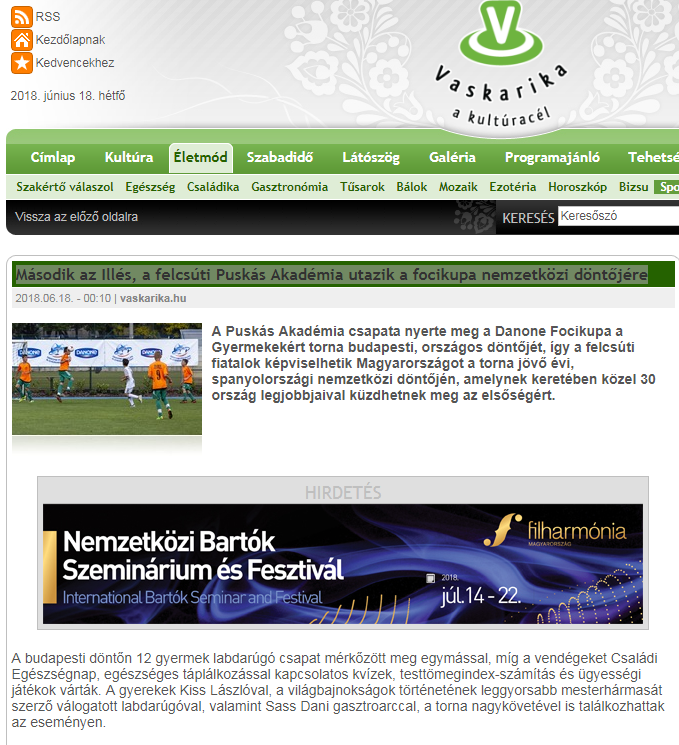 RSS
Kezdőlapnak
Kedvencekhez
2018. június 18. hétfő
Vaskarika
a kultúracél
Címlap Kultúra Életmód Szabadidő Látószög Galéria Programajánló Tehetsé
Szakértő válaszol Egészség Családika Gasztronómia Tűsarok Bálok Mozaik Ezotéria Horoszkóp Bizsu Spo
Vissza az előző oldalra
KERESÉS Keresőszó
Második az Illés, a felcsúti Puskás Akadémia utazik a focikupa nemzetközi döntőjére
2018.06.18. - 00:10 | vaskarika.hu
A Puskás Akadémia csapata nyerte meg a Danone Focikupa a
Gyermekekért torna budapesti, országos döntőjét, így a felcsúti
fiatalok képviselhetik Magyarországot a torna jövő évi,
spanyolországi nemzetközi döntőjén, amelynek keretében közel 30
ország legjobbjaival küzdhetnek meg az elsőségért.
DANONE
HIRDETÉS
Nemzetközi Bartók
Szeminárium és Fesztivál
International Bartók Seminar and Festival
filharmónia
MAGYARORSZÁG
2018.
júl.14 - 22.
A budapesti döntőn 12 gyermek labdarúgó csapat mérkőzött meg egymással, míg a vendégeket Családi
Egészségnap, egészséges táplálkozással kapcsolatos kvízek, testtömegindex-számítás és ügyességi
játékok várták. A gyerekek Kiss Lászlóval, a világbajnokságok történetének leggyorsabb mesterhármasát
szerző válogatott labdarúgóval, valamint Sass Dani gasztroarccal, a torna nagykövetével is találkozhattak
az eseményen.